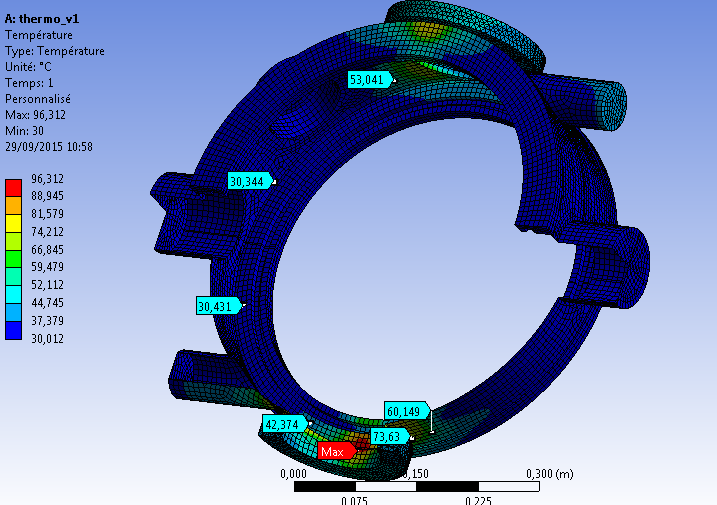 A: thermo_v1
Température
Type: Température
Unité: °C
Temps: 1
Personnalisé
Max: 96,312
Min: 30
29/09/2015 10:58
96,312
88,945
81,579
74,212
66,845
59,479
52,112
44,745
37,379
30,012
53,041
30,344
30,431
60,149
42,374
73,63
Max
0,000
0,150
0,300 (m)
0,075
0,225